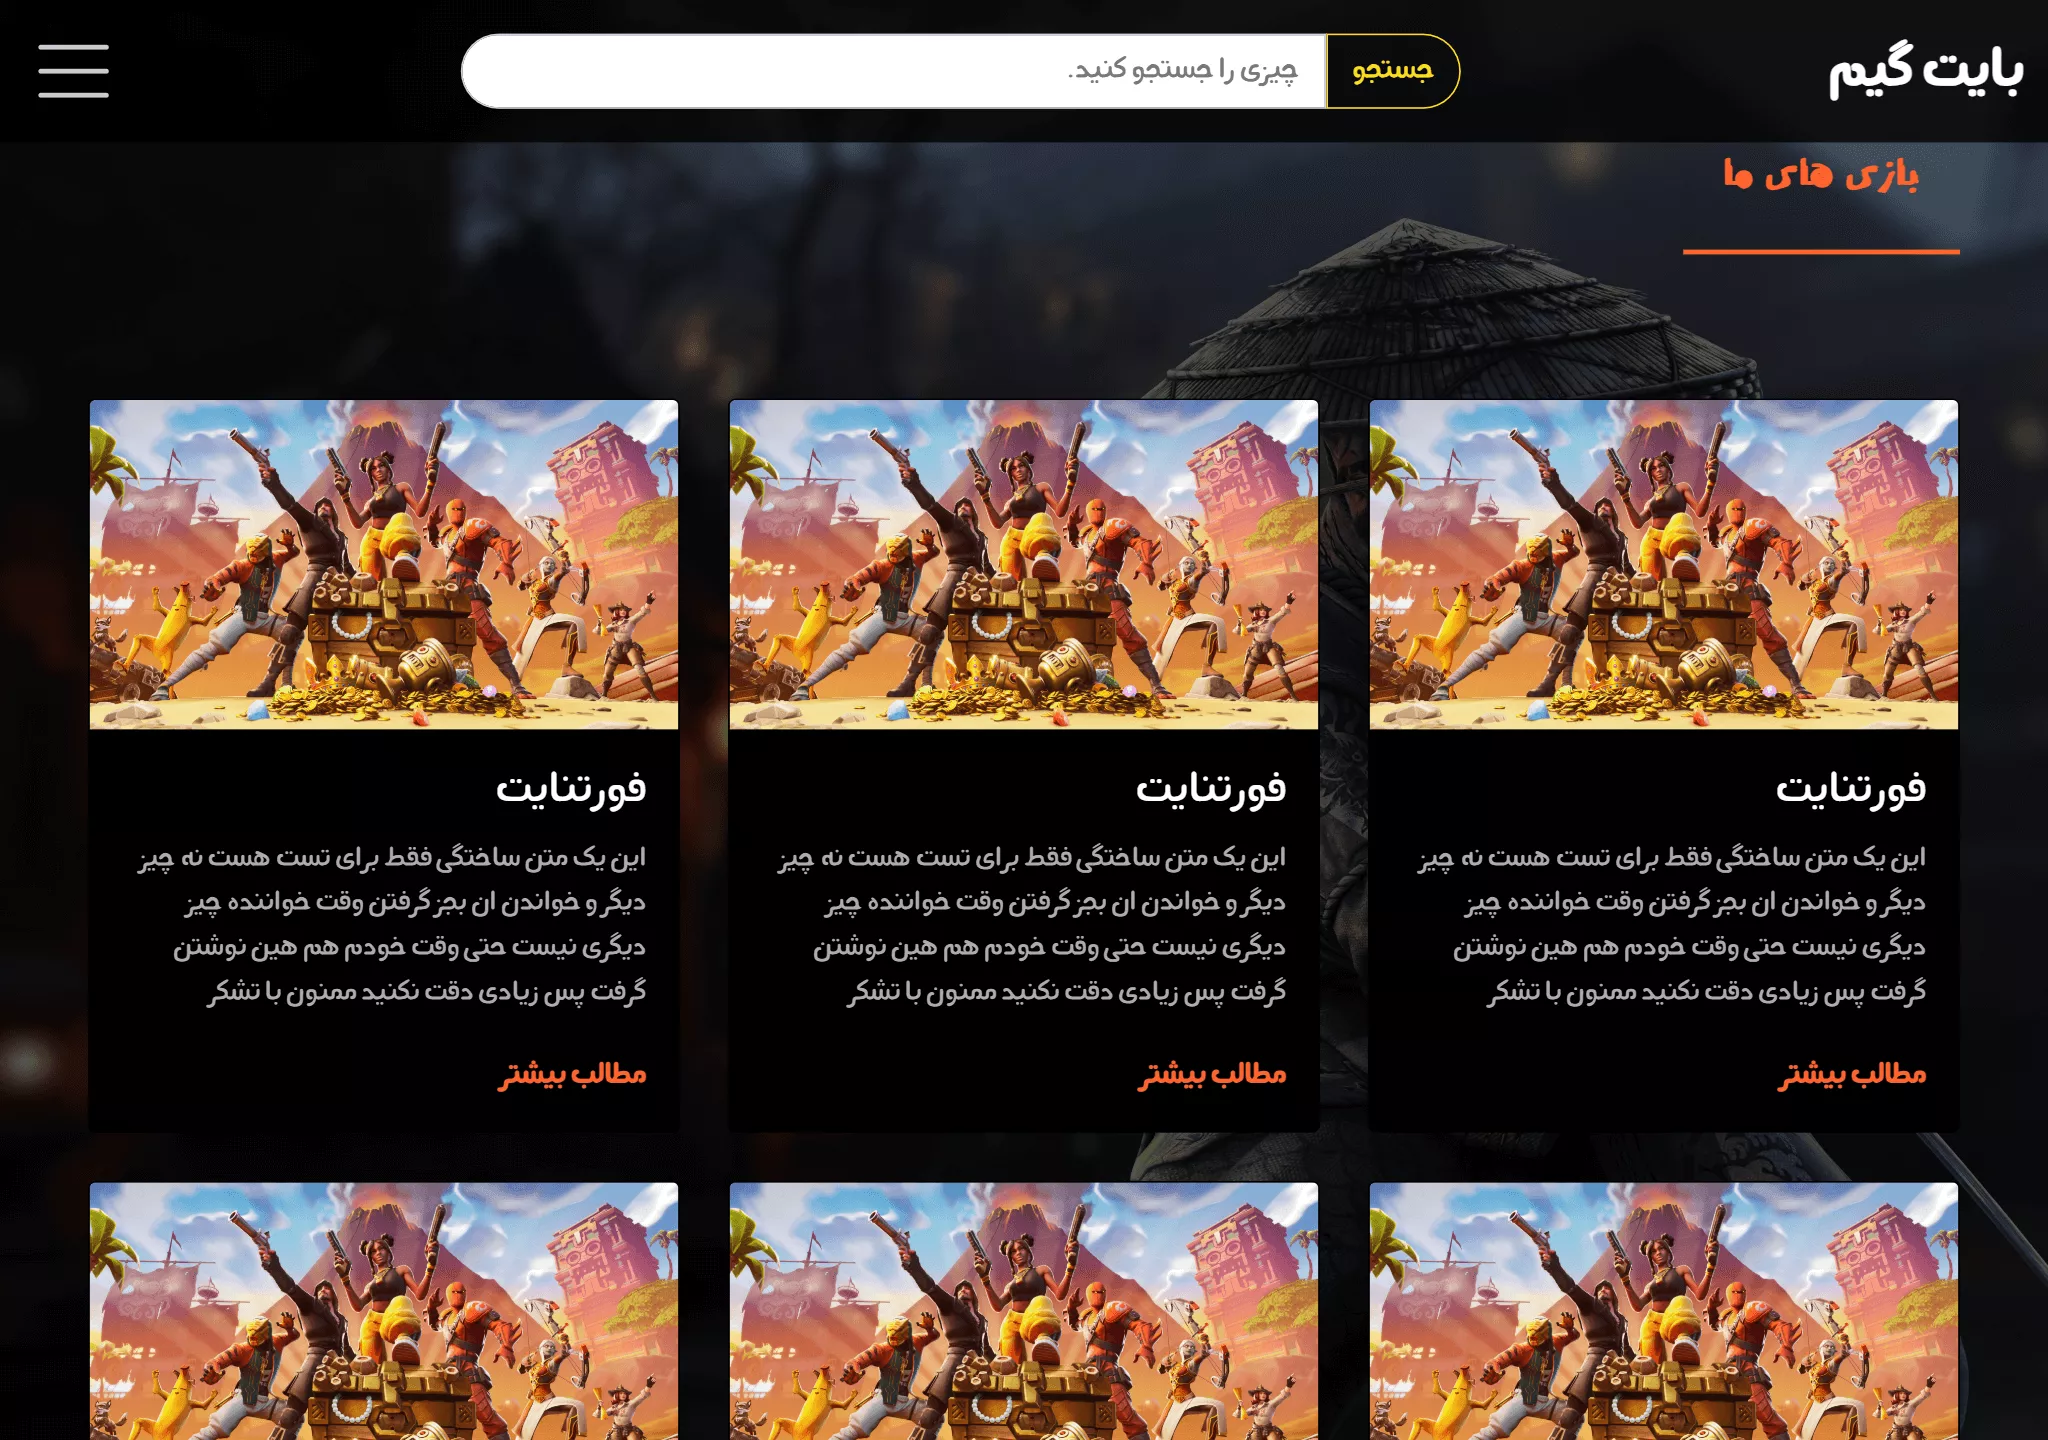 بایت گیم
جستجو
چیزی را جستجو کنید.
بازی های ما
فورتنایت
این یک متن ساختگی فقط برای تست هست نه چیز
دیگر و خواندن ان بجز گرفتن وقت خواننده چیز
دیگری نیست حتی وقت خودم هم هین نوشتن
گرفت پس زیادی دقت نکنید ممنون با تشکر
مطالب بیشتر
فورتنایت
این یک متن ساختگی فقط برای تست هست نه چیز
دیگر و خواندن ان بجز گرفتن وقت خواننده چیز
دیگری نیست حتی وقت خودم هم هین نوشتن
گرفت پس زیادی دقت نکنید ممنون با تشکر
مطالب بیشتر
فورتنایت
این یک متن ساختگی فقط برای تست هست نه چیز
دیگر و خواندن ان بجز گرفتن وقت خواننده چیز
دیگری نیست حتی وقت خودم هم هین نوشتن
گرفت پس زیادی دقت نکنید ممنون با تشکر
مطالب بیشتر